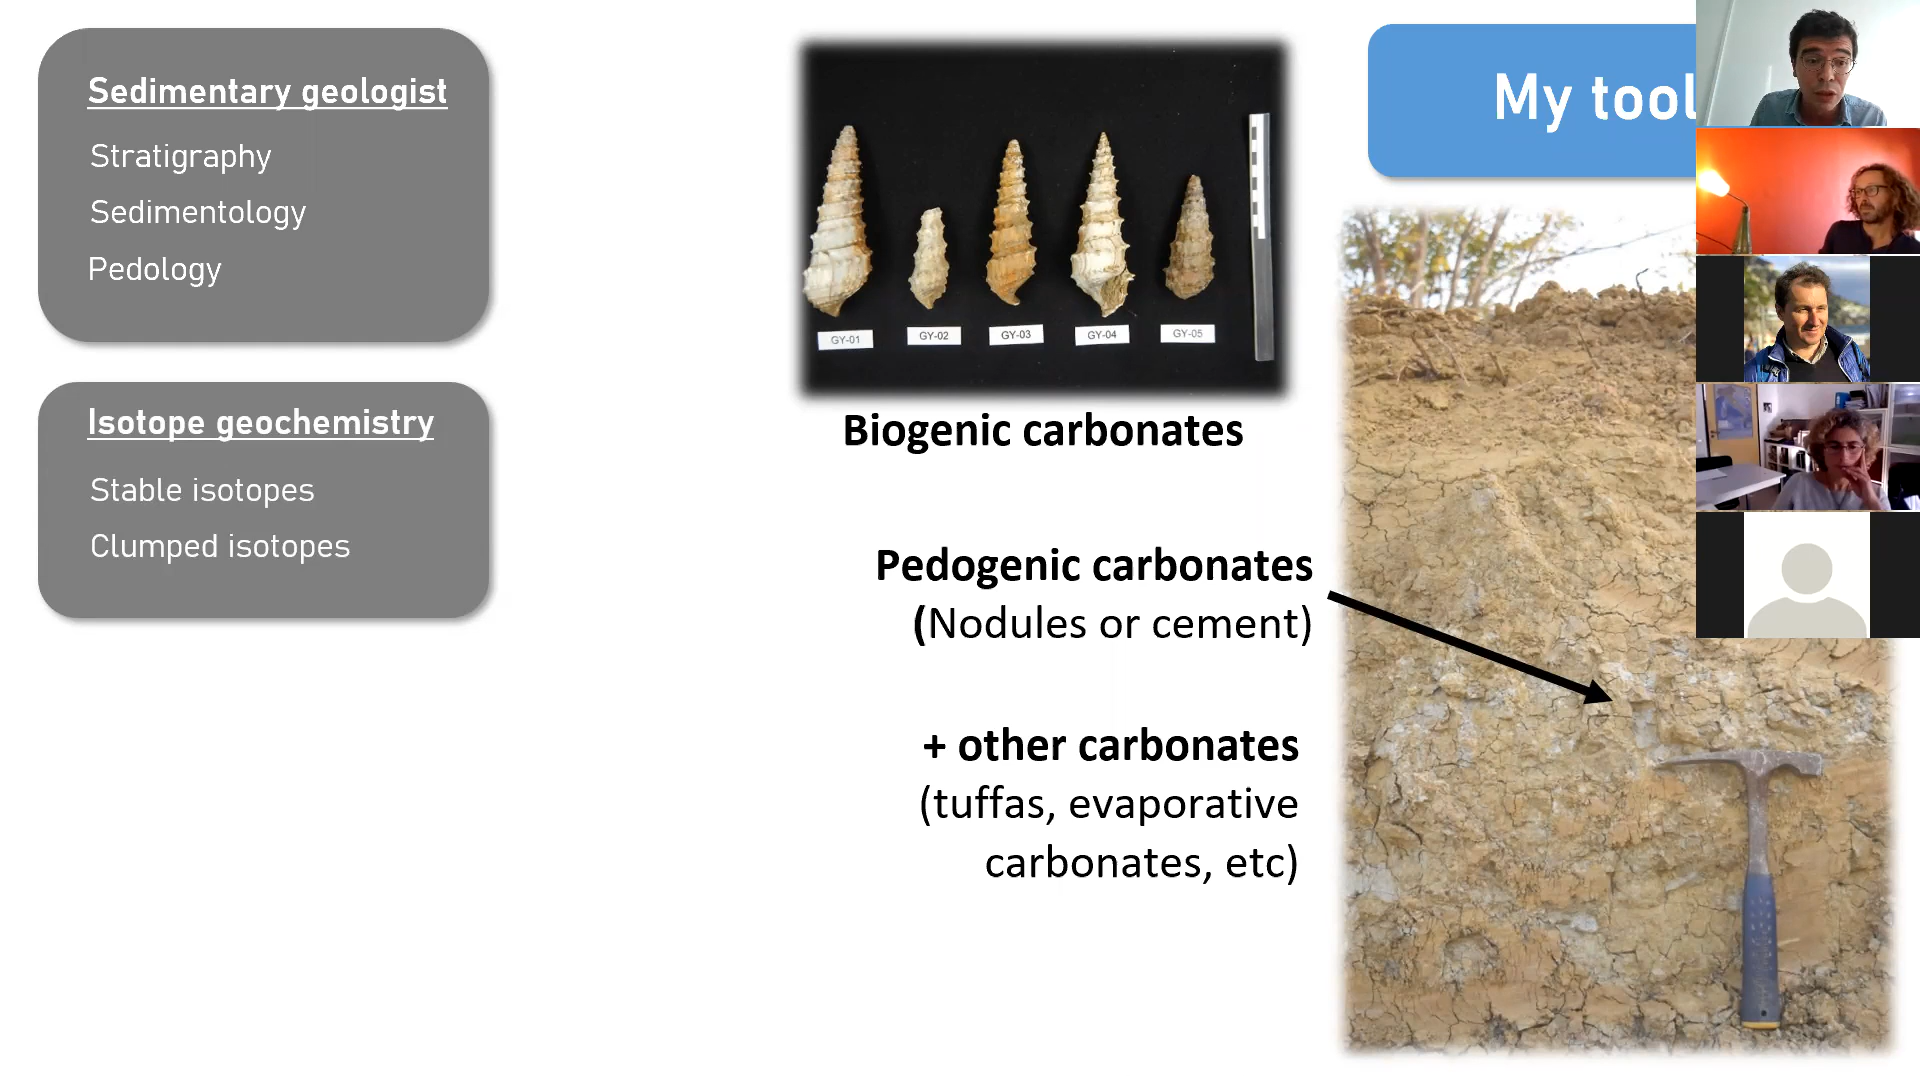 Sedimentary geologist
Stratigraphy
Sedimentology
Pedology
Isotope geochemistry
Stable isotopes
Clumped isotopes
GY-01
GY-02
GY-03
GY-04
GY-05
Biogenic carbonates
Pedogenic carbonates
(Nodules or cement)
+ other carbonates
(tuffas, evaporative
carbonates, etc)
My tool